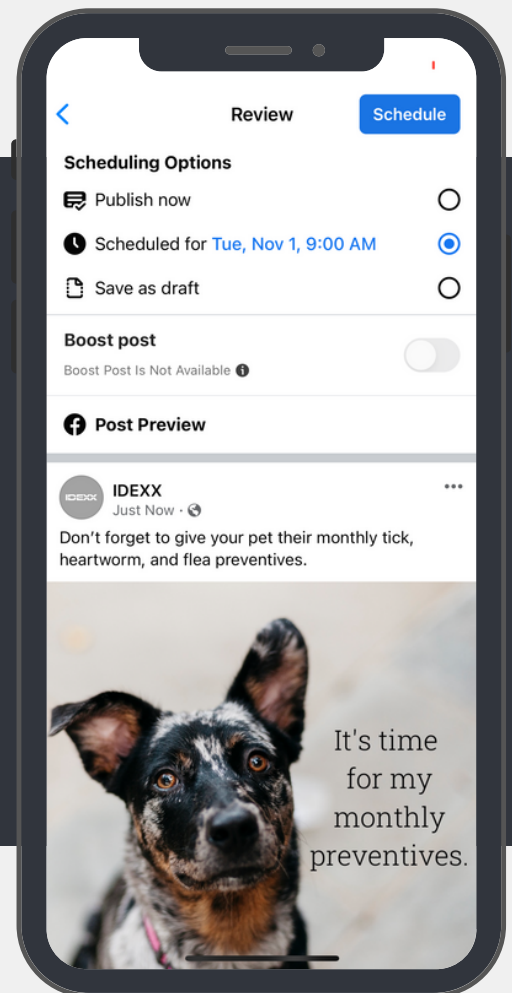 Review
Schedule
Scheduling Options
Publish now
Scheduled for Tue, Nov 1, 9:00 AM
Save as draft
Boost post
Boost Post Is Not Available
Post Preview
IDEXX
IDEXX
Just Now ·
Don’t forget to give your pet their monthly tick,
heartworm, and flea preventives.
It's time
for my
monthly
preventives.